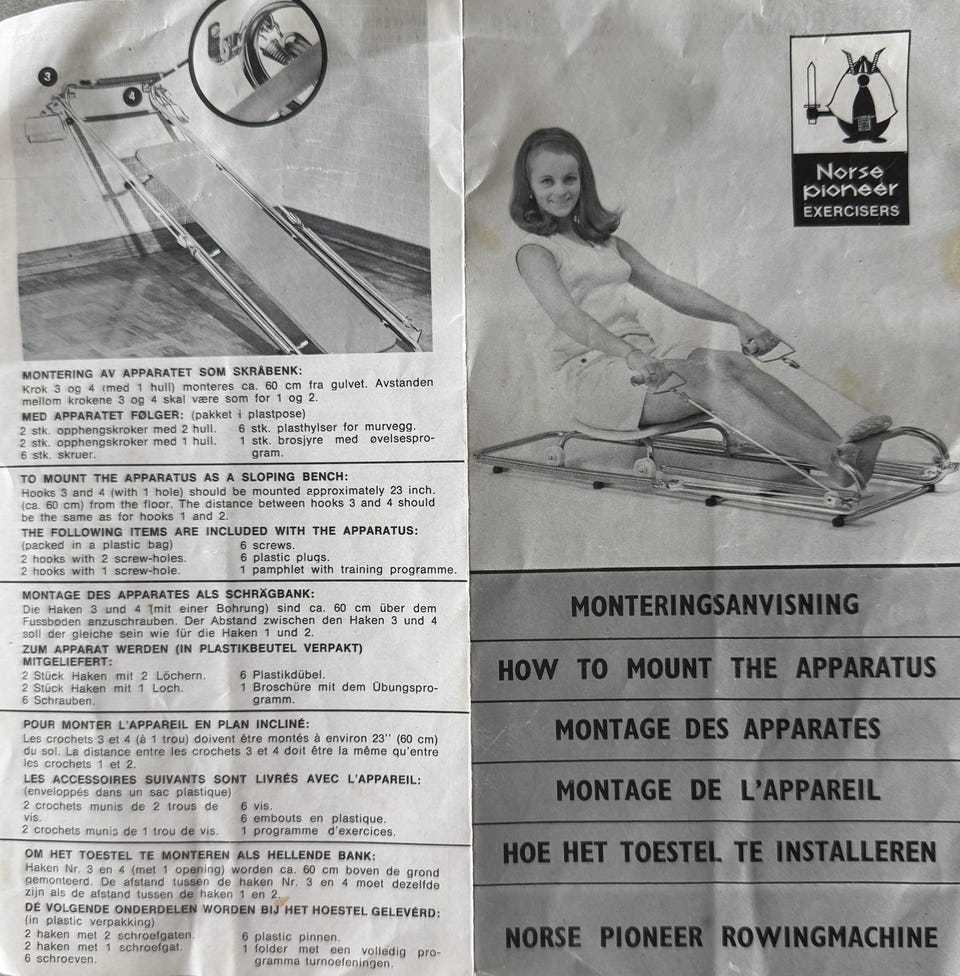 3
4
MONTERING AV APPARATET SOM SKRÅBENK:
Krok 3 og 4 (med 1 hull) monteres ca. 60 cm fra gulvet. Avstanden
mellom krokene 3 og 4 skal være som for 1 og 2.
MED APPARATET FØLGER: (pakket i plastpose)
2 stk. opphengskroker med 2 hull.
2 stk. opphengskroker med 1 hull.
6 stk. skruer.
6 stk. plasthylser for murvegg.
1 stk. brosjyre med øvelsespro-
gram.
TO MOUNT THE APPARATUS AS A SLOPING BENCH:
Hooks 3 and 4 (with 1 hole) should be mounted approximately 23 inch.
(ca. 60 cm) from the floor. The distance between hooks 3 and 4 should
be the same as for hooks 1 and 2.
THE FOLLOWING ITEMS ARE INCLUDED WITH THE APPARATUS:
(packed in a plastic bag)
2 hooks with 2 screw-holes.
2 hooks with 1 screw-hole.
6 screws.
6 plastic plugs.
1 pamphlet with training programme.
MONTAGE DES APPARATES ALS SCHRÄGBANK:
Die Haken 3 und 4 (mit einer Bohrung) sind ca. 60 cm über dem
Fussboden anzuschrauben. Der Abstand zwischen den Haken 3 und 4
soll der gleiche sein wie für die Haken 1 und 2.
ZUM APPARAT WERDEN (IN PLASTIKBEUTEL VERPAKT)
MITGELIEFERT:
2 Stück Haken mit 2 Löchern.
2 Stück Haken mit 1 Loch.
6 Schrauben.
6 Plastikdübel.
1 Broschüre mit dem Übungspro-
gramm.
POUR MONTER L'APPAREIL EN PLAN INCLINÉ:
Les crochets 3 et 4 (à 1 trou) doivent être montés à environ 23'' (60 cm)
du sol. La distance entre les crochets 3 et 4 doit être la même qu'entre
les crochets 1 et 2.
LES ACCESSOIRES SUIVANTS SONT LIVRÉS AVEC L'APPAREIL:
(enveloppés dans un sac plastique)
2 crochets munis de 2 trous de
vis.
2 crochets munis de 1 trou de vis.
6 vis.
6 embouts en plastique.
1 programme d'exercices.
OM HET TOESTEL TE MONTEREN ALS HELLENDE BANK:
Haken Nr. 3 en 4 (met 1 opening) worden ca. 60 cm boven de grond
gemonteerd. De afstand tussen de haken Nr. 3 en 4 moet dezelfde
zijn als de afstand tussen de haken 1 en 2.
DE VOLGENDE ONDERDELEN WORDEN BIJ HET HOESTEL GELEVERD:
(in plastic verpakking)
2 haken met 2 schroefgaten.
2 haken met 1 schroefgat.
6 schroeven.
6 plastic pinnen.
1 folder met een volledig pro-
gramma turnoefeningen.
Norse
pioneer
EXERCISERS
MONTERINGSANVISNING
HOW TO MOUNT THE APPARATUS
MONTAGE DES APPARATES
MONTAGE DE L'APPAREIL
HOE HET TOESTEL TE INSTALLEREN
NORSE PIONEER ROWINGMACHINE